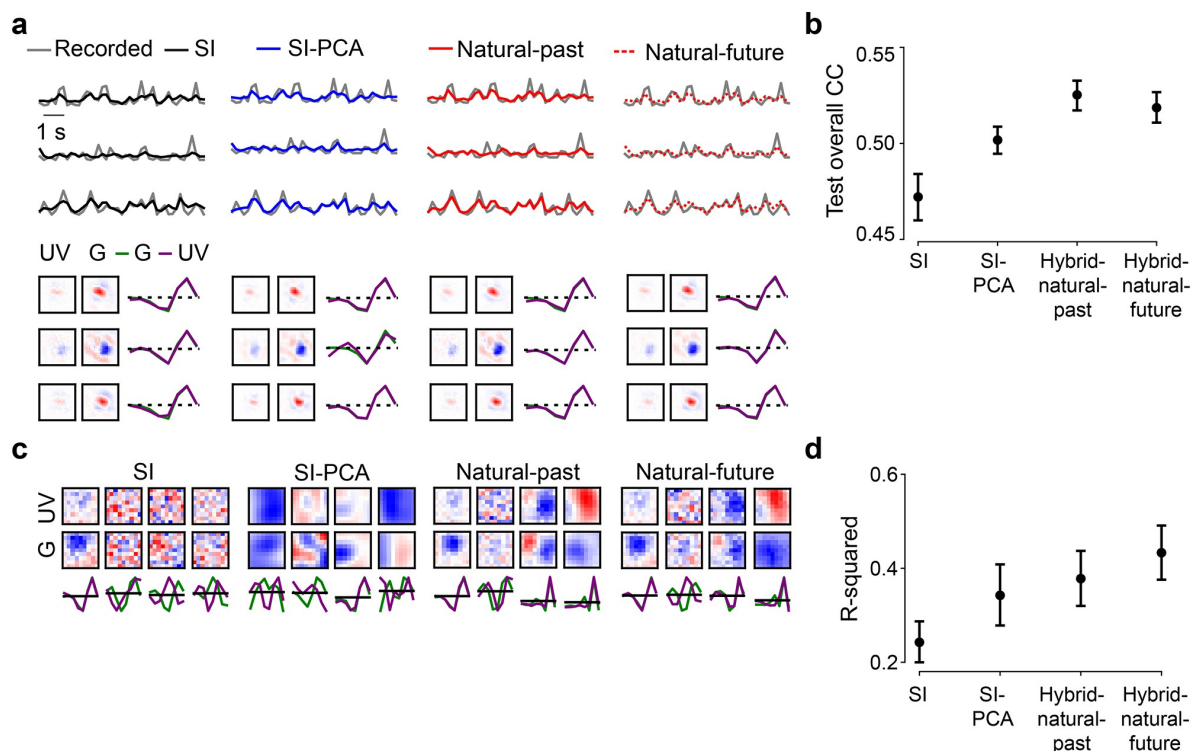 a
Recorded SI SI-PCA Natural-past Natural-future
1 s
UV G G UV
b
0.55
0.50
0.45
Test overall CC
SI
SI-
PCA
Hybrid-
natural-
past
Hybrid-
natural-
future
c
SI SI-PCA Natural-past Natural-future
UV
G
d
0.6
0.4
0.2
R-squared
SI
SI-
PCA
Hybrid-
natural-
past
Hybrid-
natural-
future